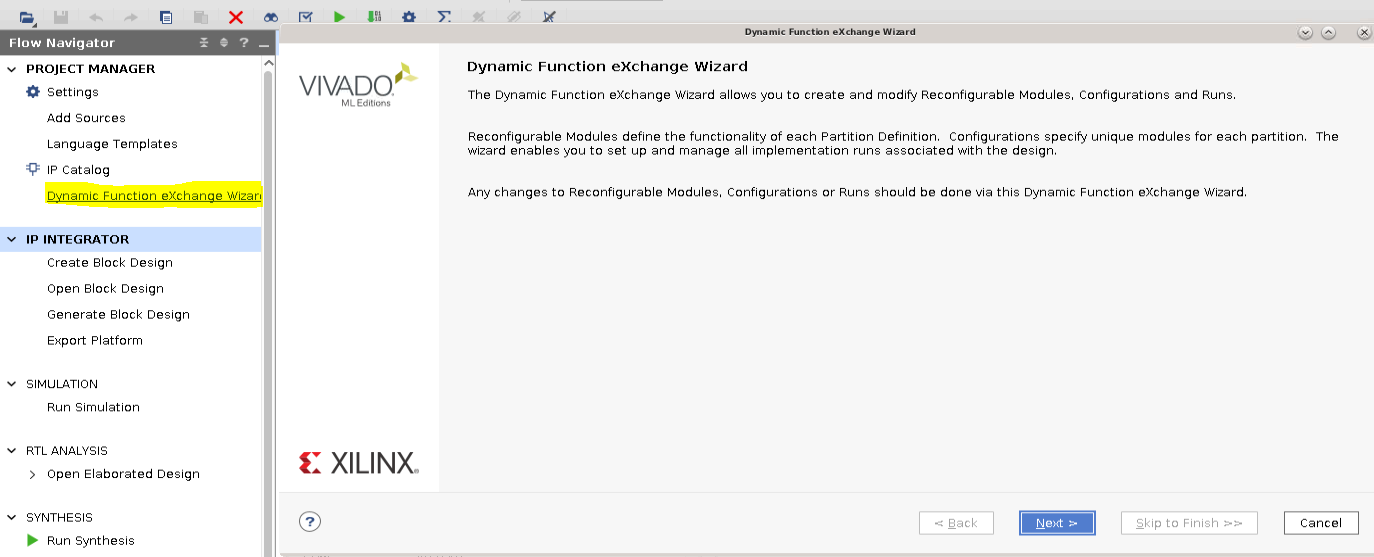 Dynamic Function eXchange Wizard
Flow Navigator
PROJECT MANAGER
Settings
Add Sources
Language Templates
IP Catalog
Dynamic Function eXchange Wizard
IP INTEGRATOR
Create Block Design
Open Block Design
Generate Block Design
Export Platform
SIMULATION
Run Simulation
RTL ANALYSIS
Open Elaborated Design
SYNTHESIS
Run Synthesis
VIVADO
ML Editions
XILINX
Dynamic Function eXchange Wizard
The Dynamic Function eXchange Wizard allows you to create and modify Reconfigurable Modules, Configurations and Runs.
Reconfigurable Modules define the functionality of each Partition Definition. Configurations specify unique modules for each partition. The
wizard enables you to set up and manage all implementation runs associated with the design.
Any changes to Reconfigurable Modules, Configurations or Runs should be done via this Dynamic Function eXchange Wizard.
?
< Back
Next >
Skip to Finish >>
Cancel